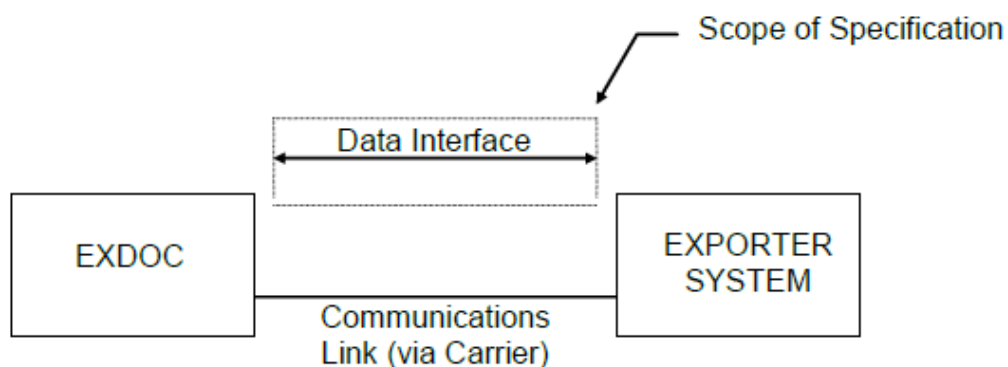 Scope of Specification
Data Interface
EXDOC
EXPORTER
SYSTEM
Communications
Link (via Carrier)